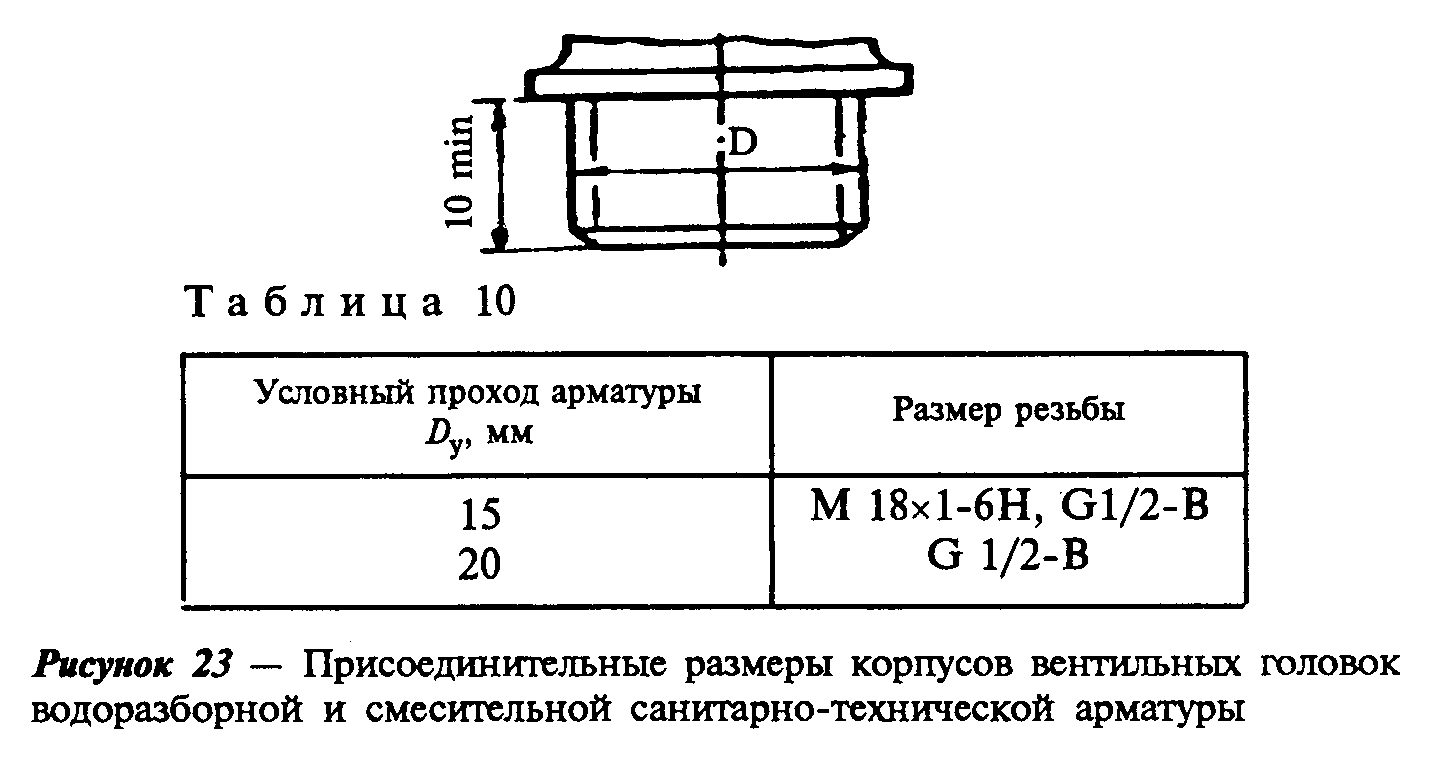 10 min
D
Таблица 10
Условный проход арматуры
Dу, мм
Размер резьбы
15
М 18×1-6Н, G1/2-В
20
G 1/2-В
Рисунок 23 — Присоединительные размеры корпусов вентильных головок
водоразборной и смесительной санитарно-технической арматуры